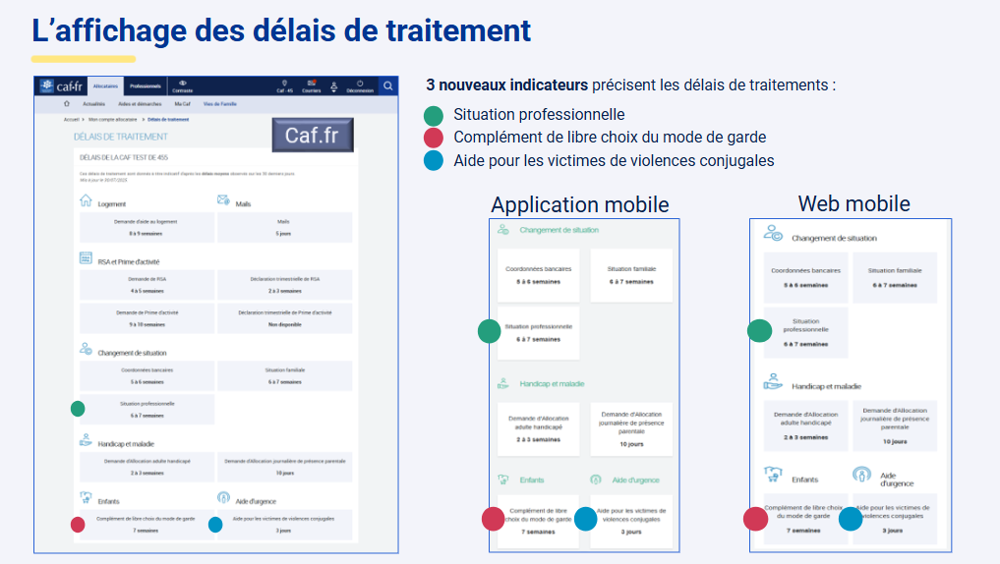 L’affichage des délais de traitement
caf.fr
Allocataires
Professionnels
Contraste
Caf - 45
Courriers
Déconnexion
Actualités
Aides et démarches
Ma Caf
Vies de Famille
Accueil > Mon compte allocataire > Délais de traitement
DÉLAIS DE TRAITEMENT
Caf.fr
DÉLAIS DE LA CAF TEST DE 455
Ces délais de traitement sont donnés à titre indicatif d'après les délais moyens observés sur les 30 derniers jours
Mis à jour le 30/07/2025
Logement
Mails
Demande d'aide au logement
Mails
8 à 9 semaines
5 jours
RSA et Prime d'activité
Demande de RSA
Déclaration trimestrielle de RSA
4 à 5 semaines
2 à 3 semaines
Demande de Prime d'activité
Déclaration trimestrielle de Prime d'activité
9 à 10 semaines
Non disponible
Changement de situation
Coordonnées bancaires
Situation familiale
5 à 6 semaines
6 à 7 semaines
Situation professionnelle
6 à 7 semaines
Handicap et maladie
Demande d'Allocation adulte handicapé
Demande d'Allocation journalière de présence parentale
2 à 3 semaines
10 jours
Enfants
Aide d'urgence
Complément de libre choix du mode de garde
Aide pour les victimes de violences conjugales
7 semaines
3 jours
3 nouveaux indicateurs précisent les délais de traitements :
Situation professionnelle
Complément de libre choix du mode de garde
Aide pour les victimes de violences conjugales
Application mobile
Changement de situation
Coordonnées bancaires
Situation familiale
5 à 6 semaines
6 à 7 semaines
Situation professionnelle
6 à 7 semaines
Handicap et maladie
Demande d'Allocation
adulte handicapé
2 à 3 semaines
Demande d'Allocation
journalière de présence
parentale
10 jours
Enfants
Aide d'urgence
Complément de libre
choix du mode de garde
7 semaines
Aide pour les victimes de
violences conjugales
3 jours
Web mobile
Changement de situation
Coordonnées bancaires
Situation familiale
5 à 6 semaines
6 à 7 semaines
Situation
professionnelle
6 à 7 semaines
Handicap et maladie
Demande d'Allocation
adulte handicapé
2 à 3 semaines
Demande d'Allocation
journalière de présence
parentale
10 jours
Enfants
Aide
d'urgence
Complément de libre choix
du mode de garde
7 semaines
Aide pour les victimes de
violences conjugales
3 jours